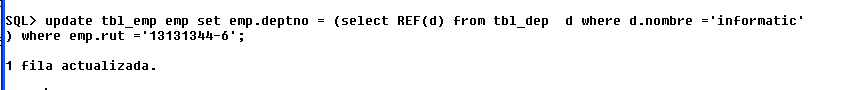 SQL> update tbl_emp emp set emp.deptno = (select REF(d) from tbl_dep  d where d.nombre ='informatic'
) where emp.rut ='13131344-6';
1 fila actualizada.